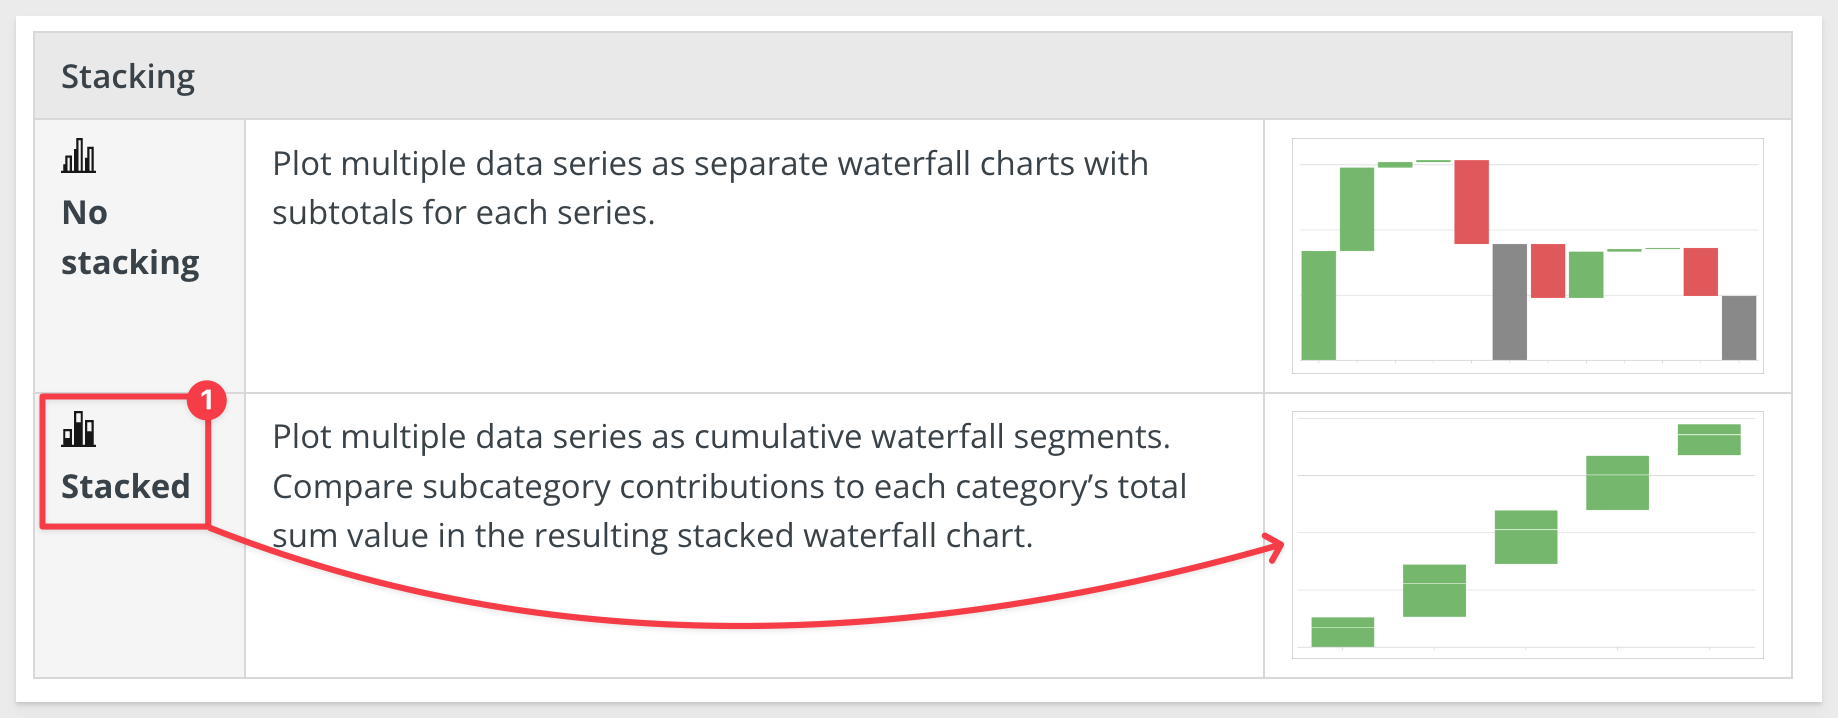 Stacking
No
stacking
Plot multiple data series as separate waterfall charts with
subtotals for each series.
1
Stacked
Plot multiple data series as cumulative waterfall segments.
Compare subcategory contributions to each category’s total
sum value in the resulting stacked waterfall chart.